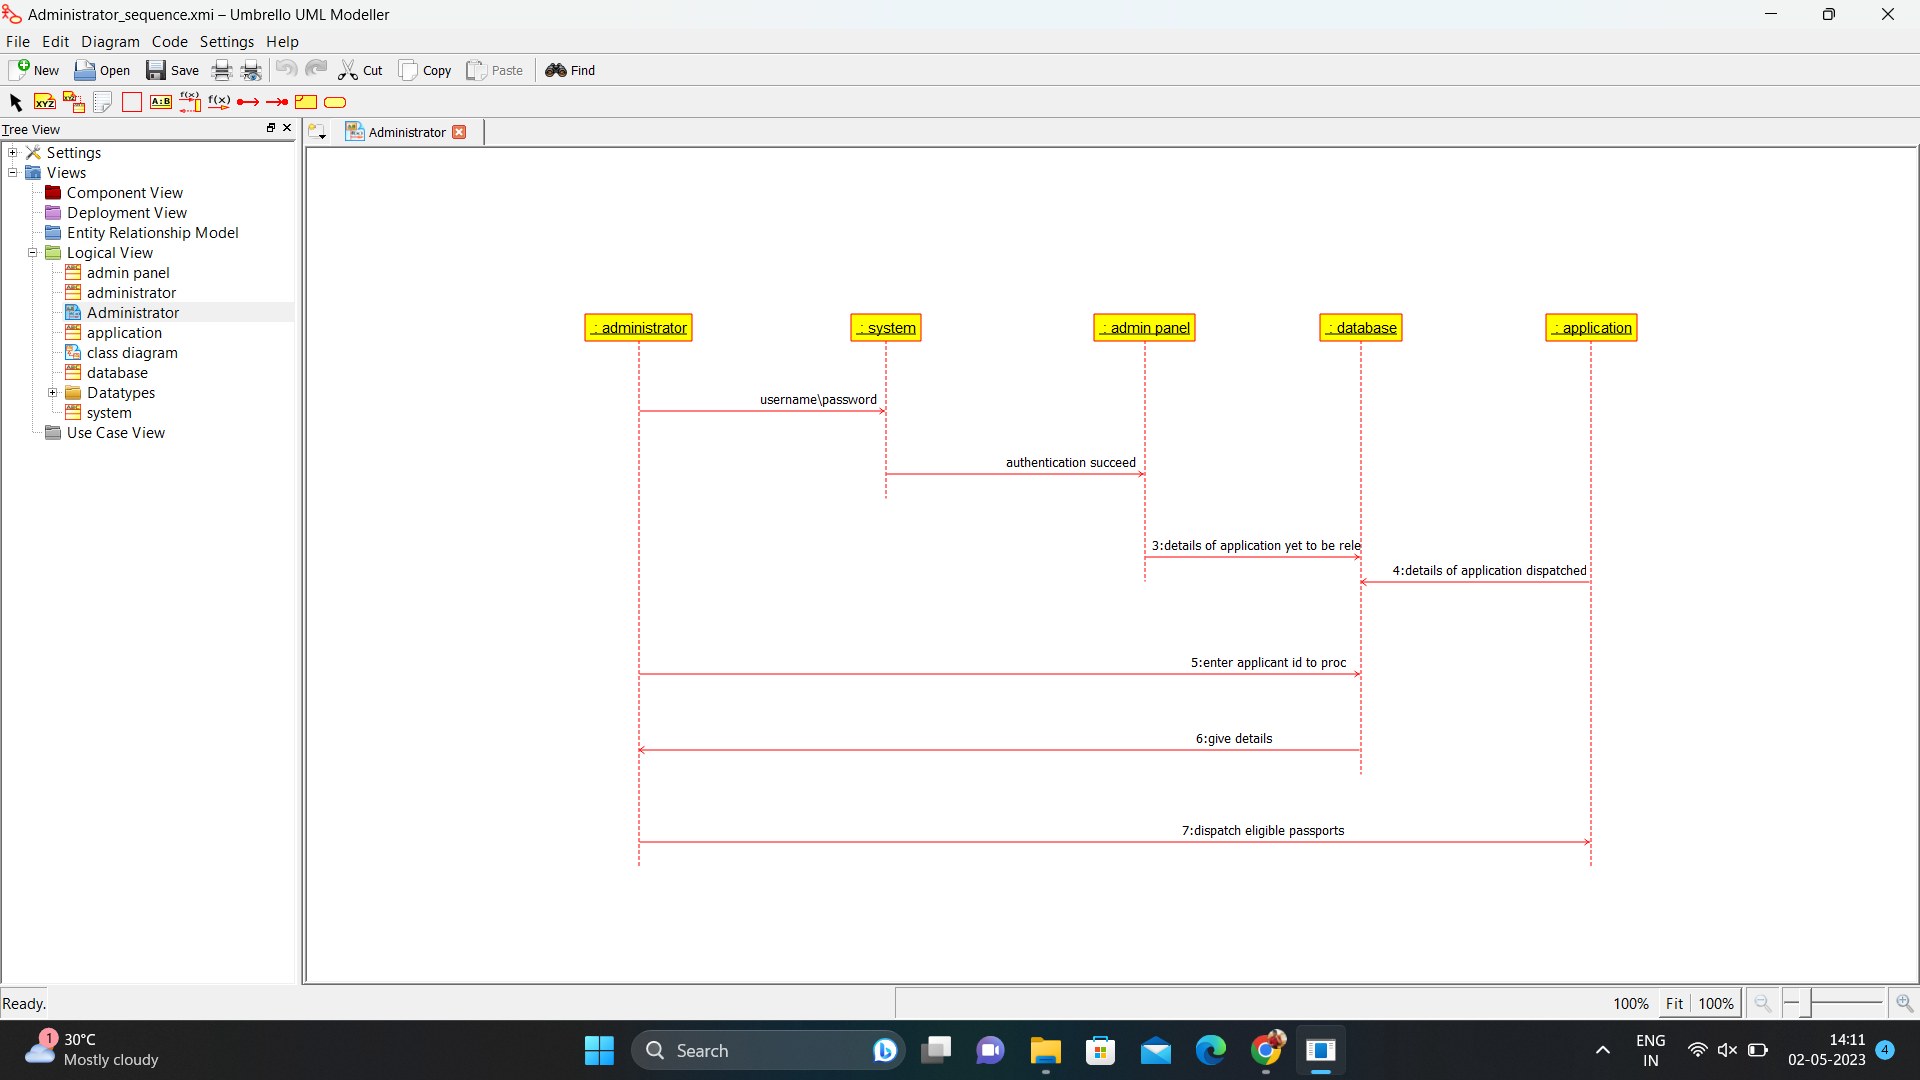 Administrator_sequence.xmi – Umbrello UML Modeller
File Edit Diagram Code Settings Help
New Open Save Cut Copy Paste Find
XYZ XYZ A:B f(x) f(x)
Tree View
Administrator
Settings
Views
Component View
Deployment View
Entity Relationship Model
Logical View
admin panel
administrator
Administrator
application
class diagram
database
Datatypes
system
Use Case View
: administrator
: system
: admin panel
: database
: application
username\password
authentication succeed
3:details of application yet to be rele
4:details of application dispatched
5:enter applicant id to proc
6:give details
7:dispatch eligible passports
Ready.
100% Fit 100%
1
30°C
Mostly cloudy
Search
ENG
IN
14:11
02-05-2023
4